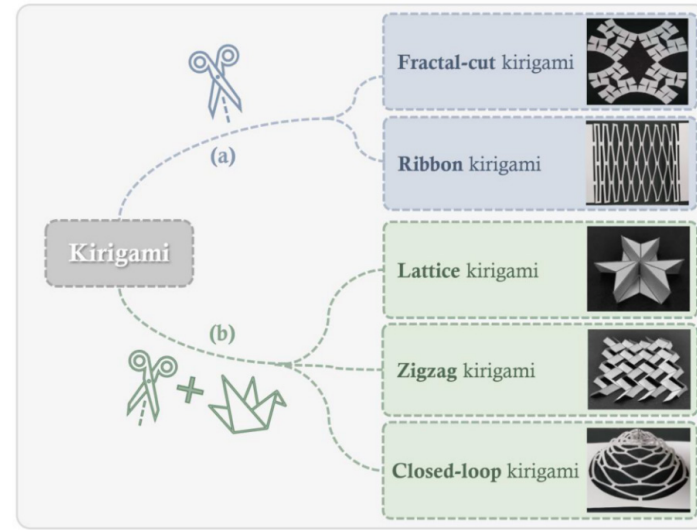 Fractal-cut kirigami
(a)
Ribbon kirigami
Kirigami
Lattice kirigami
(b)
Zigzag kirigami
Closed-loop kirigami